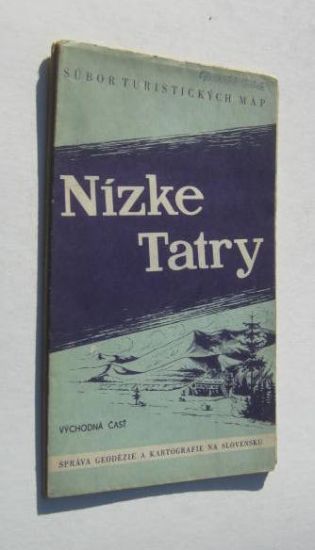 SÚBOR TURISTICKÝCH MÁP
Nízke
Tatry
VÝCHODNÁ ČASŤ
SPRÁVA GEODÉZIE A KARTOGRAFIE NA SLOVENSKU